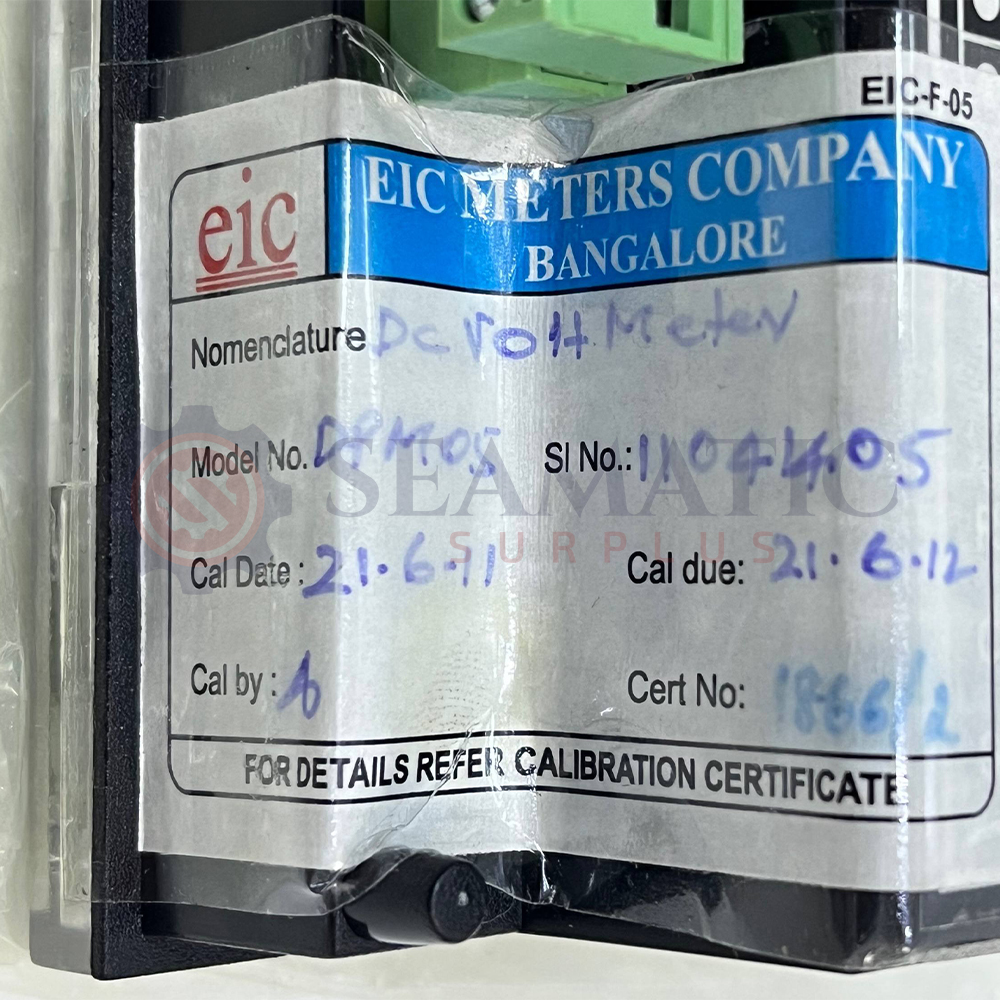 EIC-F-05
eic
EIC METERS COMPANY
BANGALORE
Nomenclature Dc Volt Meter
Model No. DPM05 Sl No.: 11041405
SEAMATIC
SURPLUS
Cal Date : 21.6.11 Cal due: 21.6.12
Cal by : Cert No:
FOR DETAILS REFER CALIBRATION CERTIFICATE